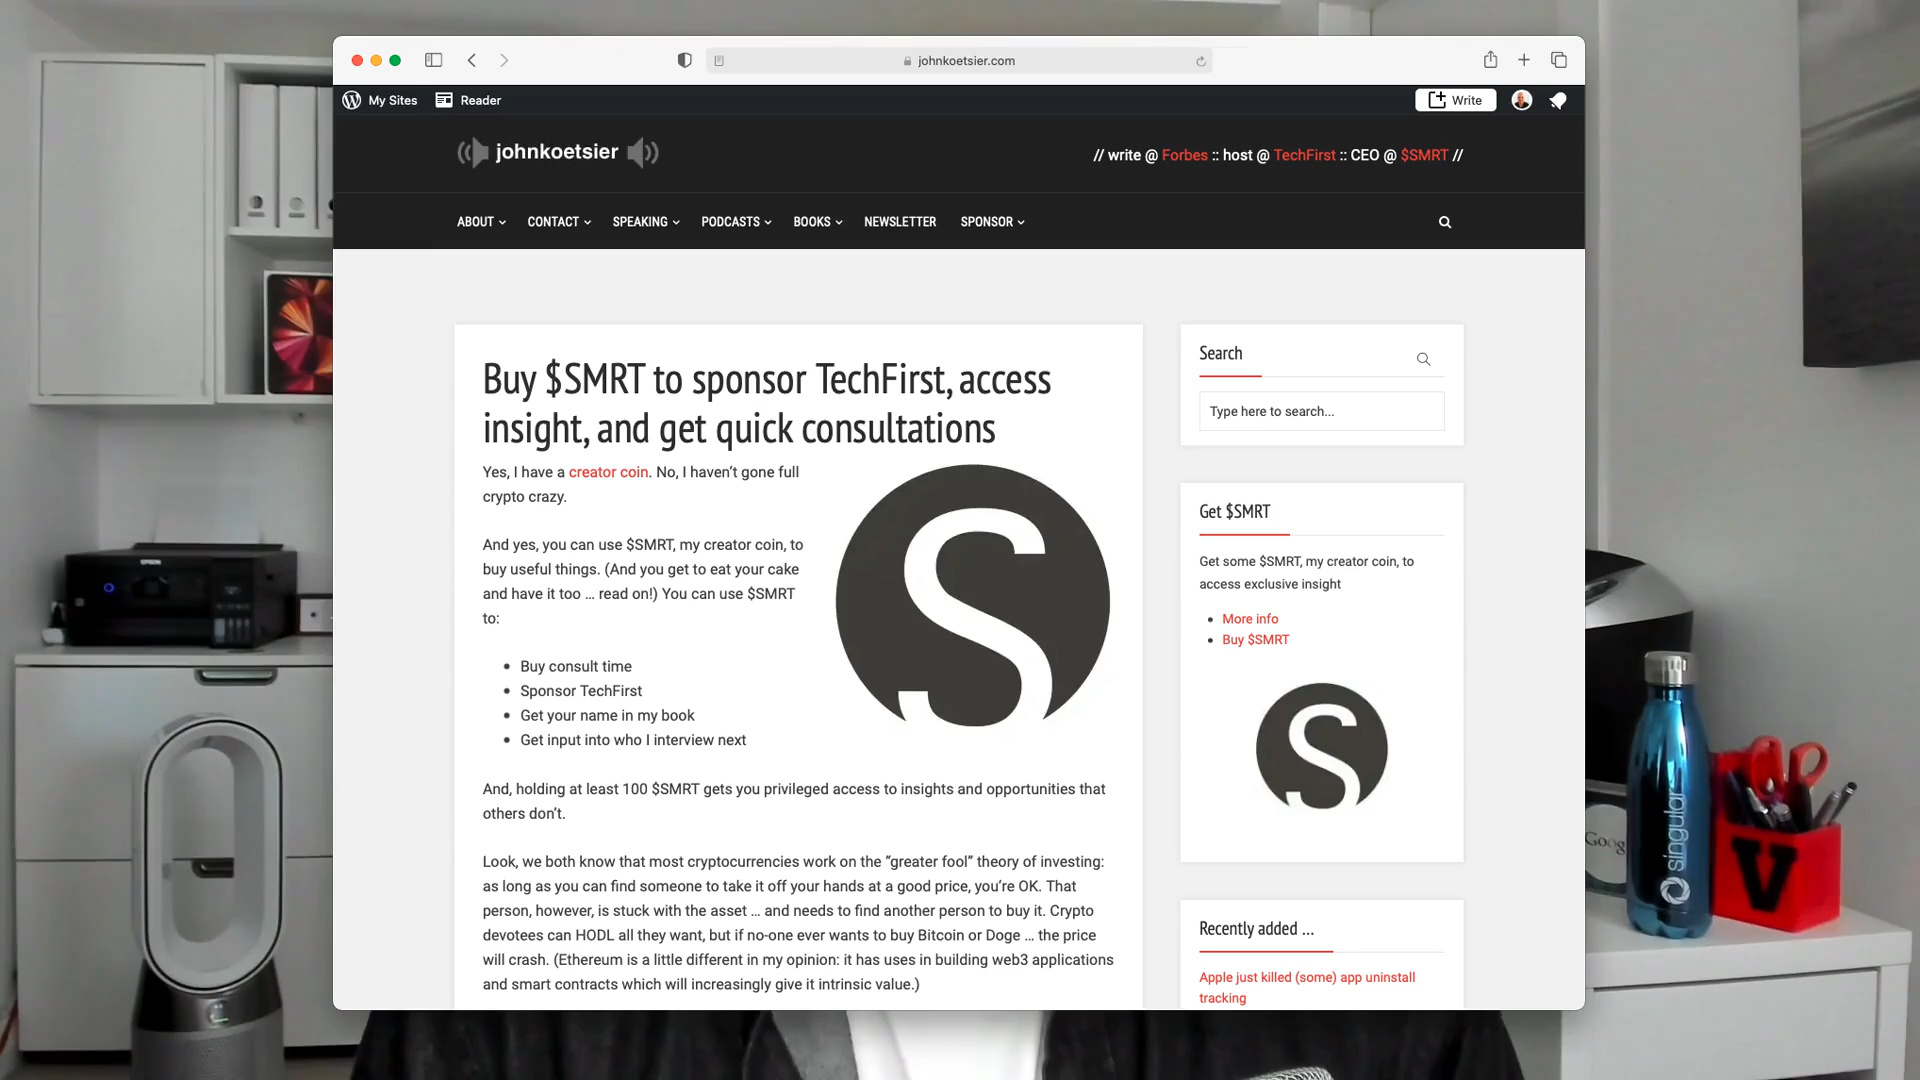 johnkoetsier.com
My Sites Reader Write
johnkoetsier // write @ Forbes :: host @ TechFirst :: CEO @ $SMRT //
ABOUT CONTACT SPEAKING PODCASTS BOOKS NEWSLETTER SPONSOR
Buy $SMRT to sponsor TechFirst, access
insight, and get quick consultations
Yes, I have a creator coin. No, I haven't gone full
crypto crazy.
And yes, you can use $SMRT, my creator coin, to
buy useful things. (And you get to eat your cake
and have it too ... read on!) You can use $SMRT
to:
• Buy consult time
• Sponsor TechFirst
• Get your name in my book
• Get input into who I interview next
S
And, holding at least 100 $SMRT gets you privileged access to insights and opportunities that
others don't.
Look, we both know that most cryptocurrencies work on the “greater fool” theory of investing:
as long as you can find someone to take it off your hands at a good price, you're OK. That
person, however, is stuck with the asset ... and needs to find another person to buy it. Crypto
devotees can HODL all they want, but if no-one ever wants to buy Bitcoin or Doge ... the price
will crash. (Ethereum is a little different in my opinion: it has uses in building web3 applications
and smart contracts which will increasingly give it intrinsic value.)
Search
Type here to search...
Get $SMRT
Get some $SMRT, my creator coin, to
access exclusive insight
• More info
• Buy $SMRT
S
Recently added ...
Apple just killed (some) app uninstall
tracking
EPSON
Goog
singular
V